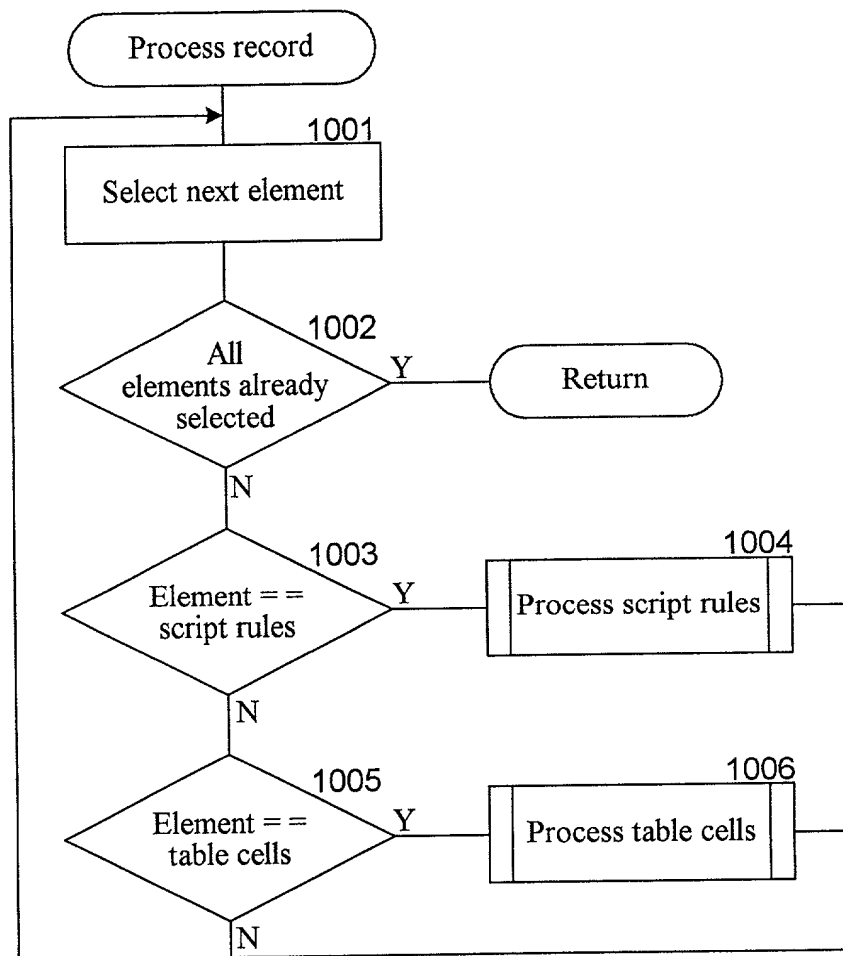 Process record
1001
Select next element
1002
All
elements already
selected
Y
Return
N
1003
Element = =
script rules
Y
1004
Process script rules
N
1005
Element = =
table cells
Y
1006
Process table cells
N